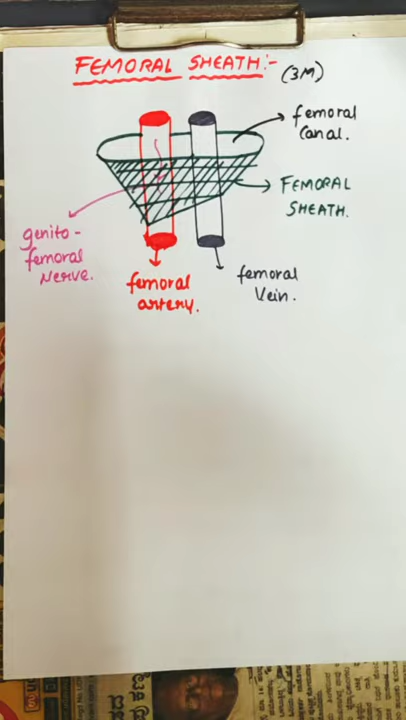 FEMORAL SHEATH:-
(3M)
femoral
Canal.
FEMORAL
SHEATH.
genito-
femoral
Nerve.
femoral
artery.
femoral
Vein.